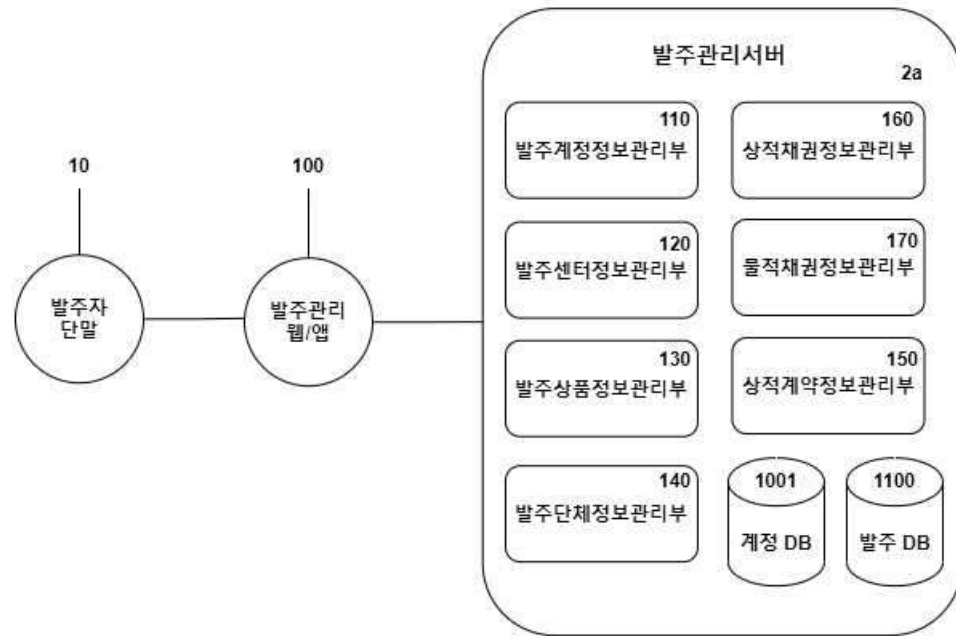 발주관리서버
2a
10
100
발주자
단말
발주관리
웹/앱
110
발주계정정보관리부
160
상적채권정보관리부
120
발주센터정보관리부
170
물적채권정보관리부
130
발주상품정보관리부
150
상적계약정보관리부
140
발주단체정보관리부
1001
계정 DB
1100
발주 DB